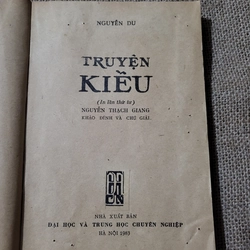 NGUYỄN DU
TRUYỆN
KIỀU
(In lần thứ tư)
NGUYỄN THẠCH GIANG
KHẢO ĐÍNH VÀ CHÚ GIẢI
NHÀ XUẤT BẢN
ĐẠI HỌC VÀ TRUNG HỌC CHUYÊN NGHIỆP
HÀ NỘI